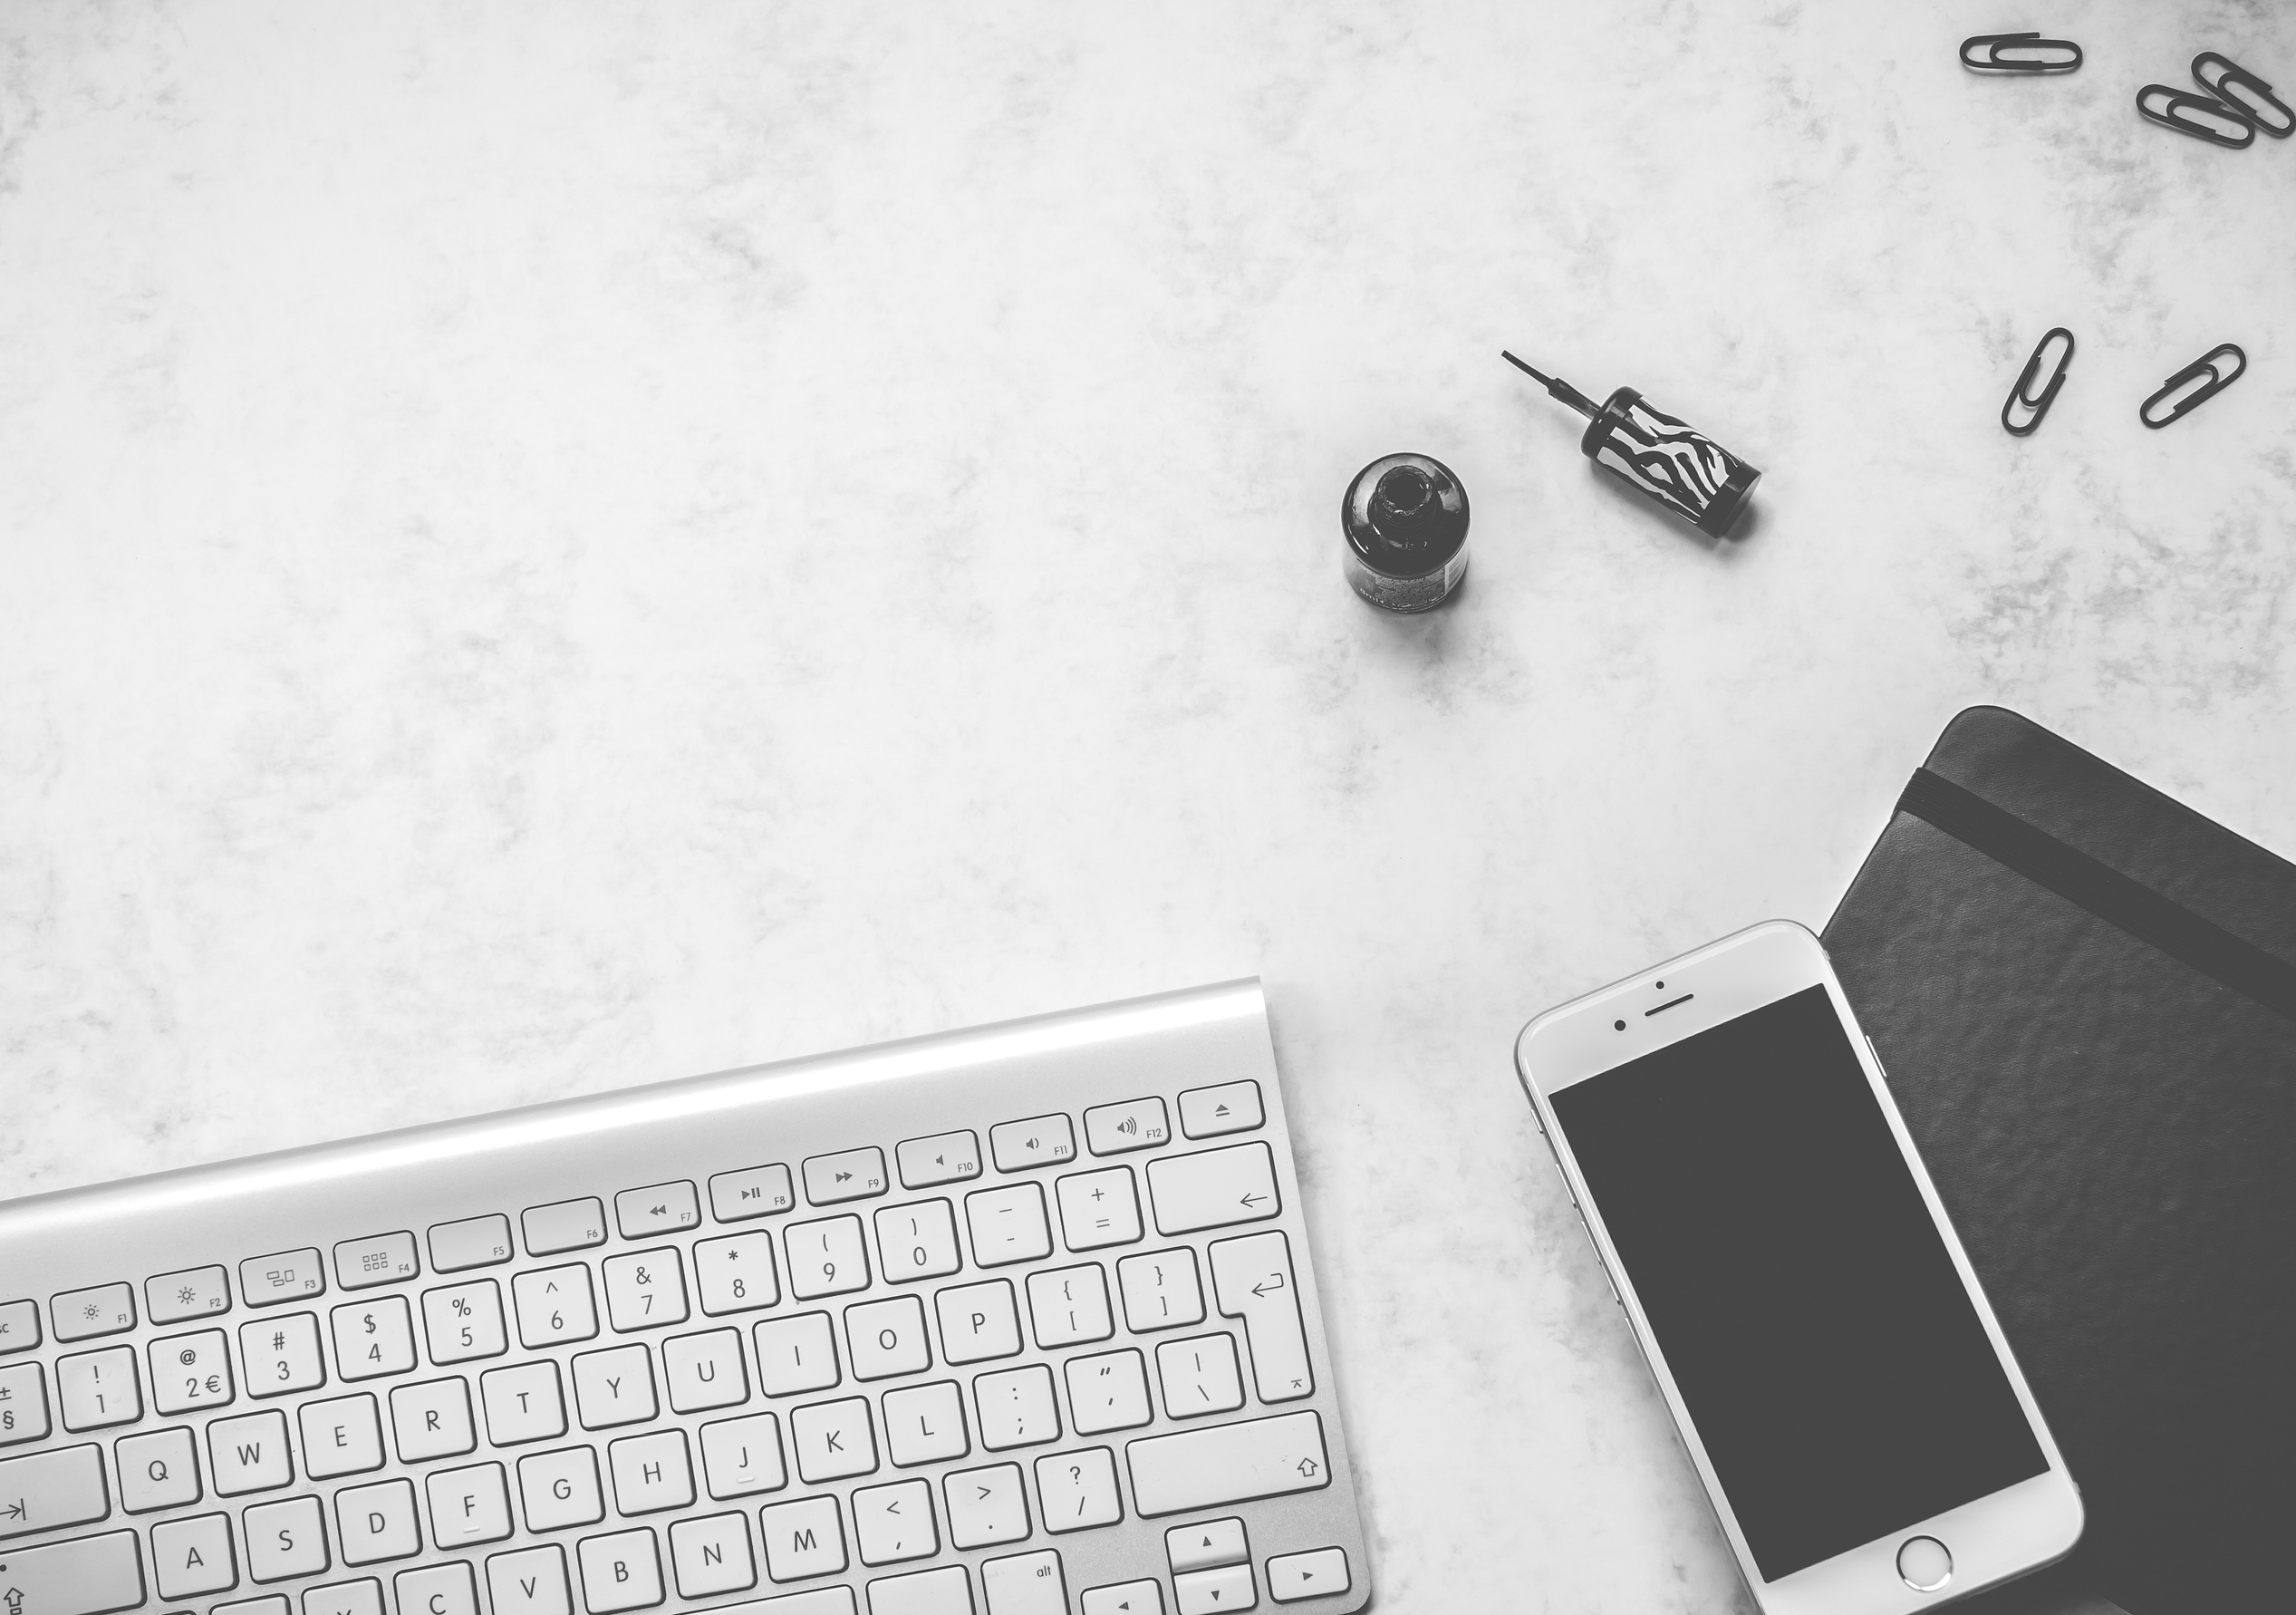 8ml
F1 F2 F3 F4 F5 F6 F7 F8 F9 F10 F11 F12
± ! @ # $ % ^ & * ( ) _ +
§ 1 2 € 3 4 5 6 7 8 9 0 - =
Q W E R T Y U I O P { [ } ]
A S D F G H J K L : ; " ' | \
C V B N M < , > . ? /
alt